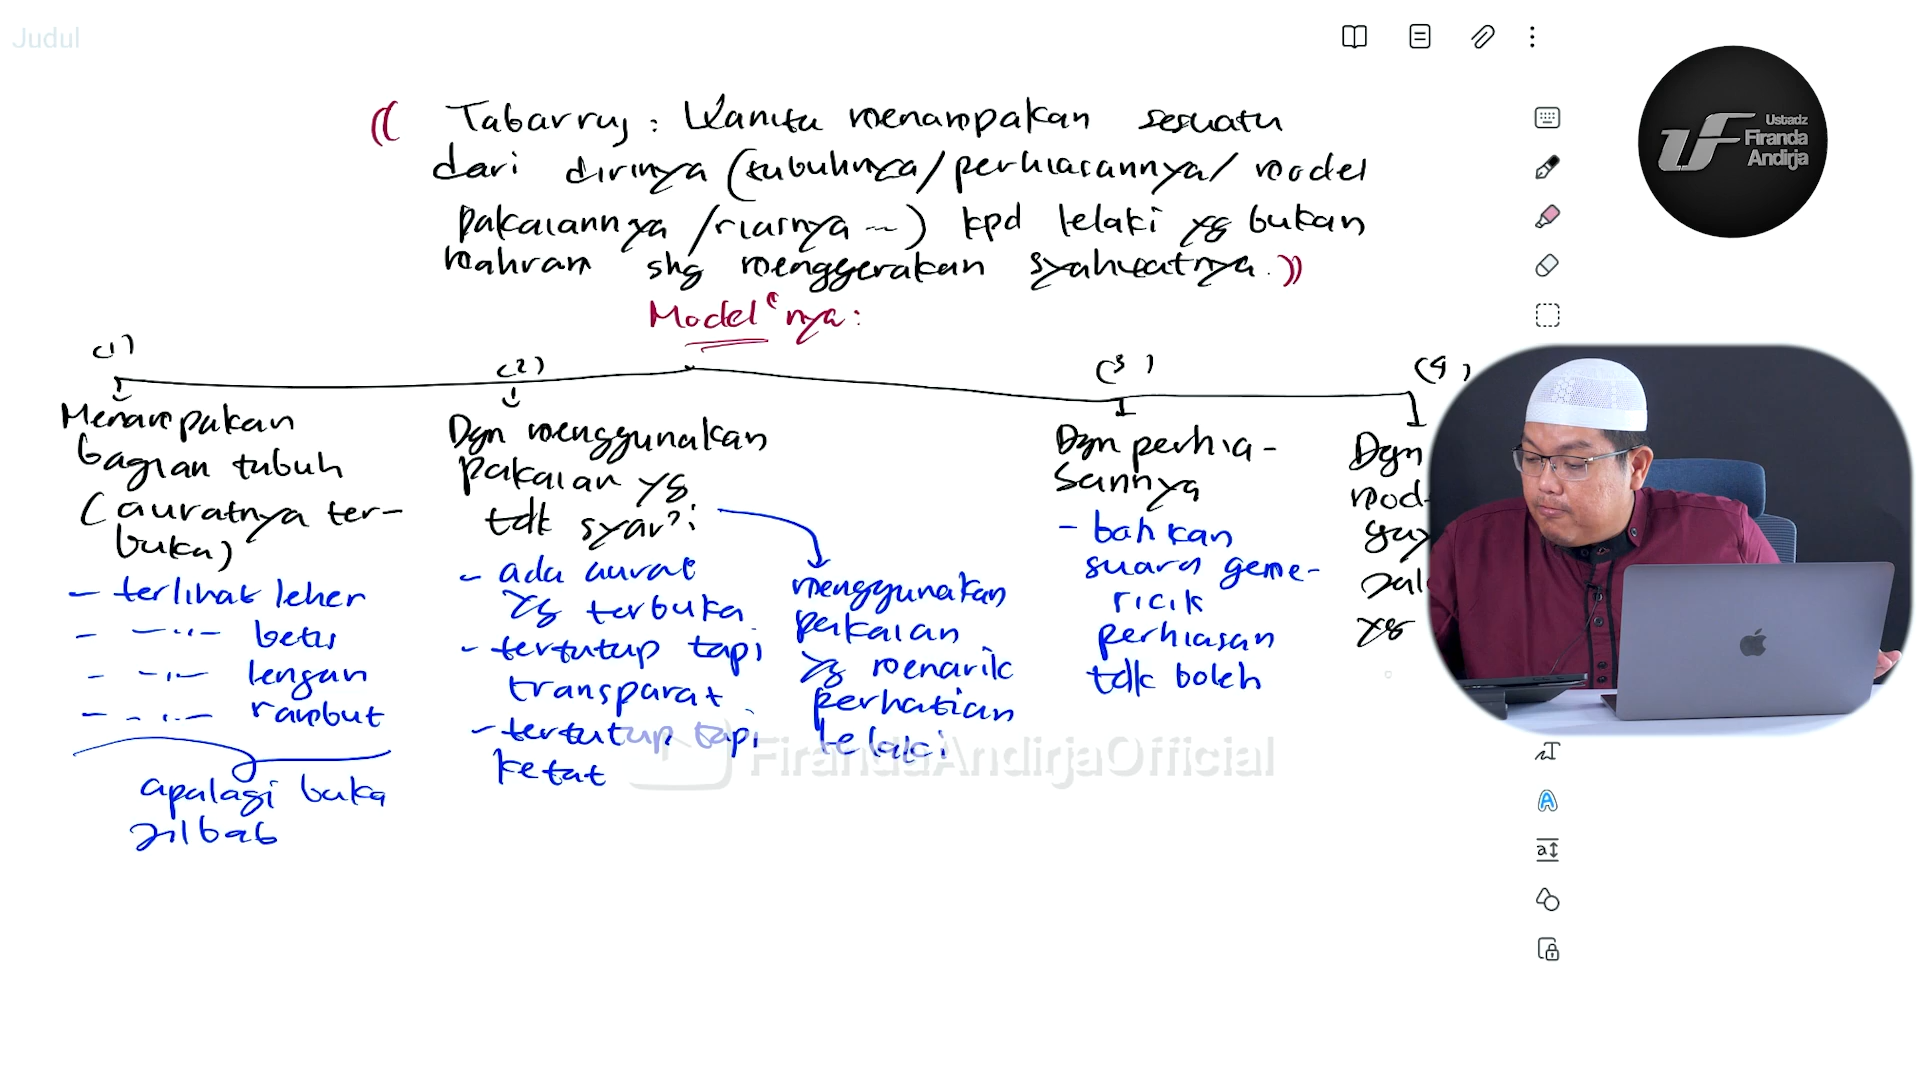 Judul
(( Tabarruj : Wanita menampakan sesuatu
dari dirinya (tubuhnya/perhiasannya/model
pakaiannya/riasnya ...) kpd lelaki yg bukan
mahram shg menggerakan syahwatnya. ))
Model²nya:
(1)
Menampakan
bagian tubuh
(auratnya ter-
buka)
- terlihat leher
- -"- betis
- -"- lengan
- -"- rambut
apalagi buka
jilbab
(2)
Dgn menggunakan
pakaian yg
tdk syar'i
- ada aurat
yg terbuka
- tertutup tapi
transparat
- tertutup tapi
ketat
menggunakan
pakaian
yg menarik
perhatian
lelaki
(3)
Dgn perhia-
sannya
- bahkan
suara geme-
ricik
perhiasan
tdk boleh
(4)
Dgn
mod
gay
jal
yg
Ustadz
Firanda
Andirja
FirandaAndirjaOfficial